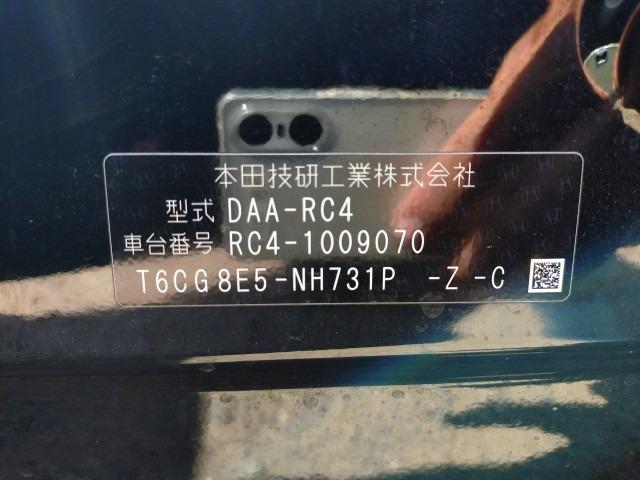 本田技研工業株式会社
型式 DAA-RC4
車台番号 RC4-1009070
T6CG8E5-NH731P -Z -C